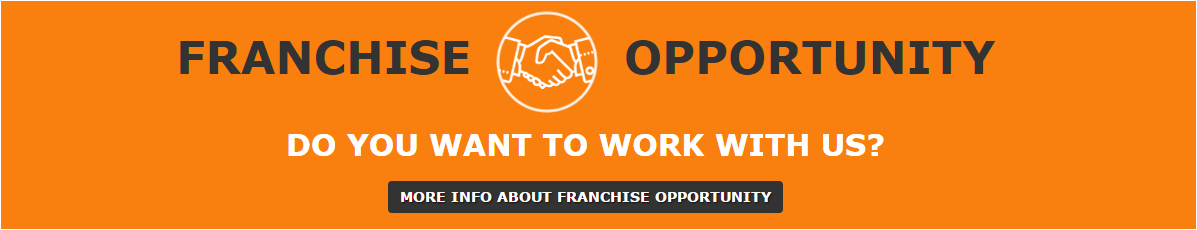 FRANCHISE OPPORTUNITY
DO YOU WANT TO WORK WITH US?
MORE INFO ABOUT FRANCHISE OPPORTUNITY